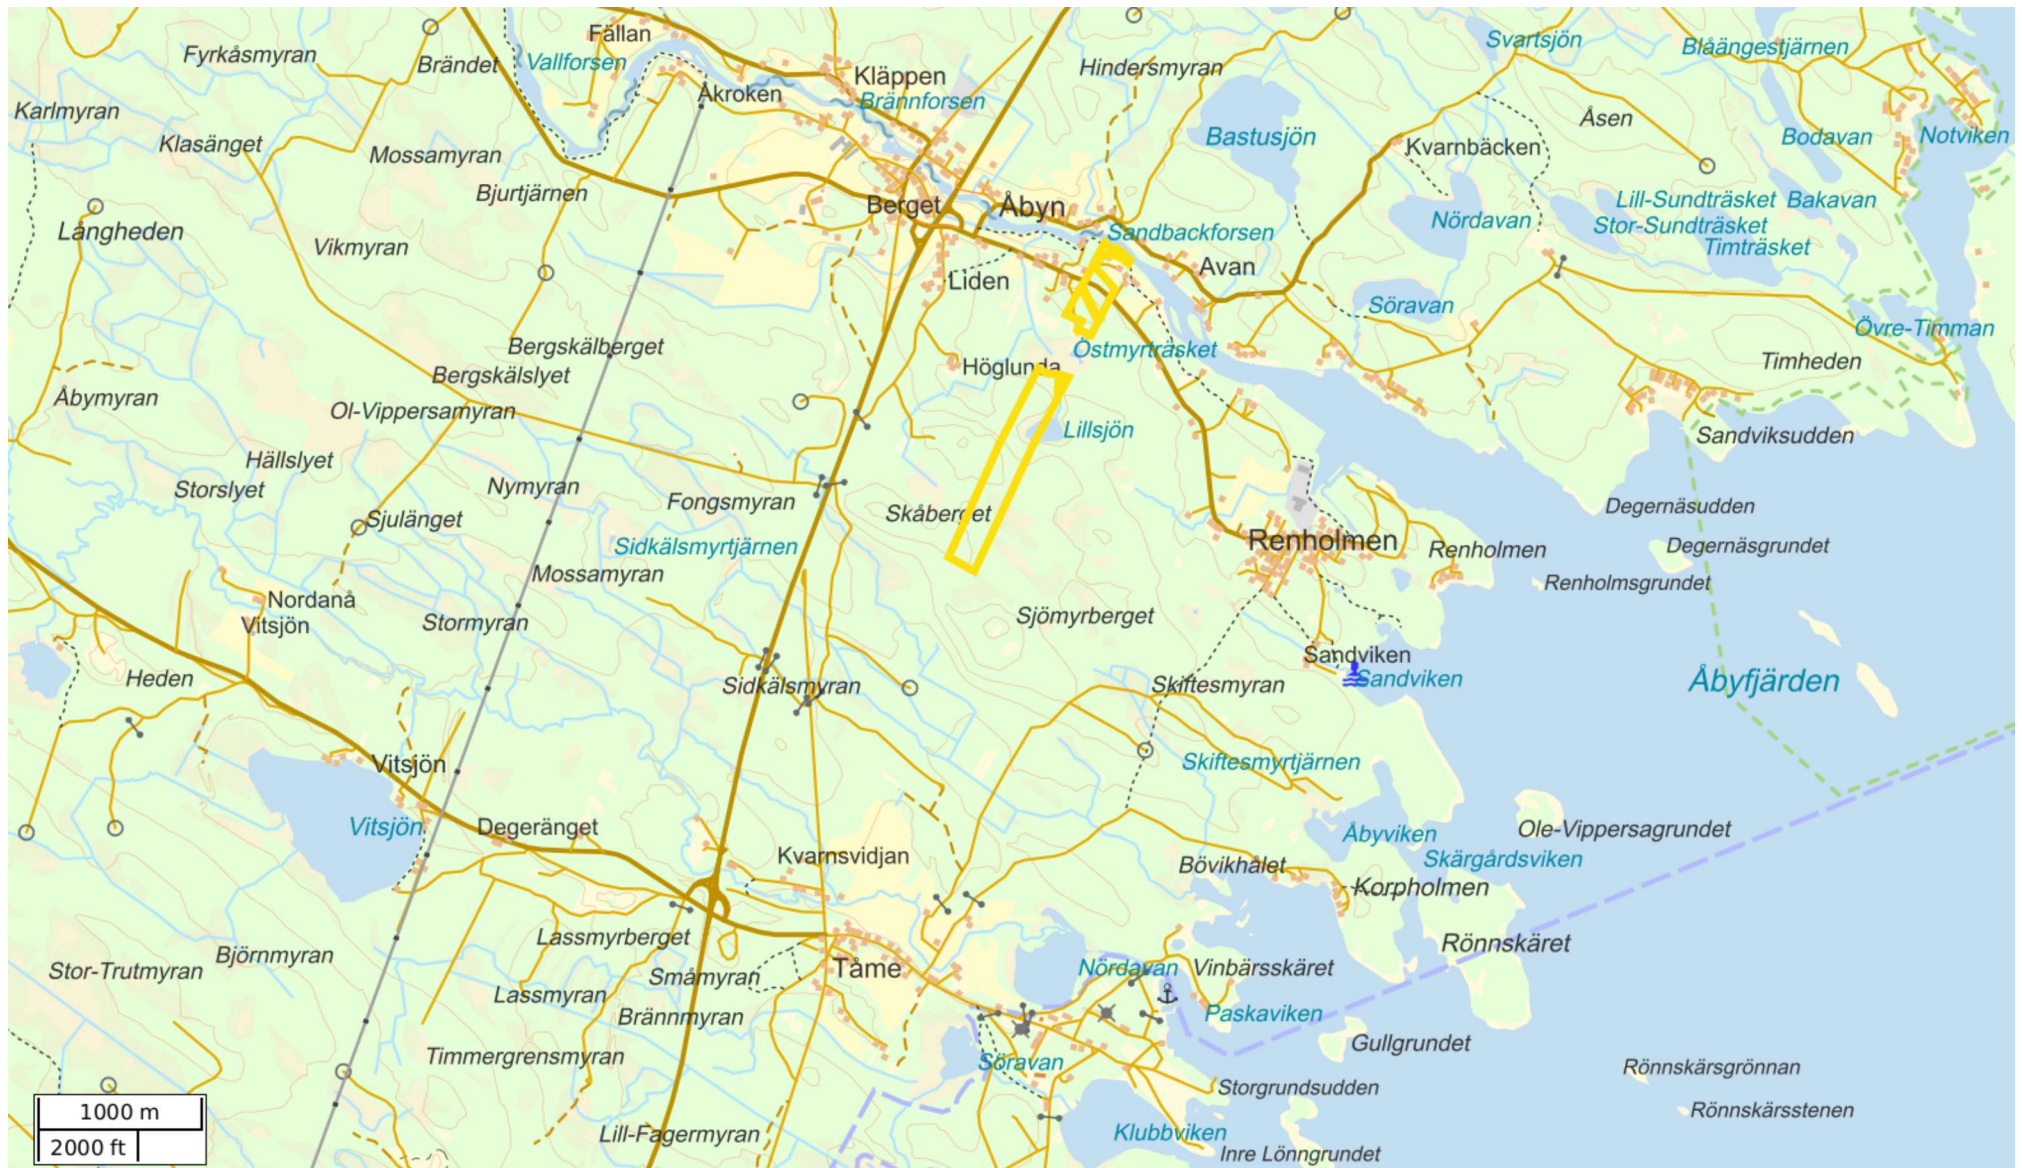 Fällan
Svartsjön
Blåängestjärnen
Fyrkåsmyran
Brändet
Vallforsen
Kläppen
Hindersmyran
Åkroken
Brännforsen
Karlmyran
Åsen
Bastusjön
Bodavan
Notviken
Klasänget
Mossamyran
Kvarnbäcken
Bjurtjärnen
Berget
Åbyn
Lill-Sundträsket
Bakavan
Nördavan
Stor-Sundträsket
Långheden
Vikmyran
Sandbackforsen
Timträsket
Liden
Avan
Söravan
Övre-Timman
Bergskälberget
Östmyrträsket
Höglunda
Timheden
Bergskälslyet
Åbymyran
Ol-Vippersamyran
Lillsjön
Sandviksudden
Hällslyet
Storslyet
Nymyran
Fongsmyran
Skåberget
Degernäsudden
Sjulänget
Sidkälsmyrtjärnen
Renholmen
Renholmen
Degernäsgrundet
Mossamyran
Renholmsgrundet
Nordanå
Vitsjön
Stormyran
Sjömyrberget
Sandviken
Heden
Sidkälsmyran
Skiftesmyran
Sandviken
Åbyfjärden
Vitsjön
Skiftesmyrtjärnen
Vitsjön
Degeränget
Åbyviken
Ole-Vippersagrundet
Kvarnsvidjan
Bövikhalet
Skärgårdsviken
Korpholmen
Lassmyrberget
Rönnskäret
Björnmyran
Stor-Trutmyran
Småmyran
Tåme
Nördavan
Vinbärsskäret
Lassmyran
Brännmyran
Paskaviken
Gullgrundet
Timmergrensmyran
Söravan
Rönnskärsgrönnan
Storgrundsudden
1000 m
Rönnskärsstenen
Lill-Fagermyran
Klubbviken
2000 ft
Inre Lönngrundet